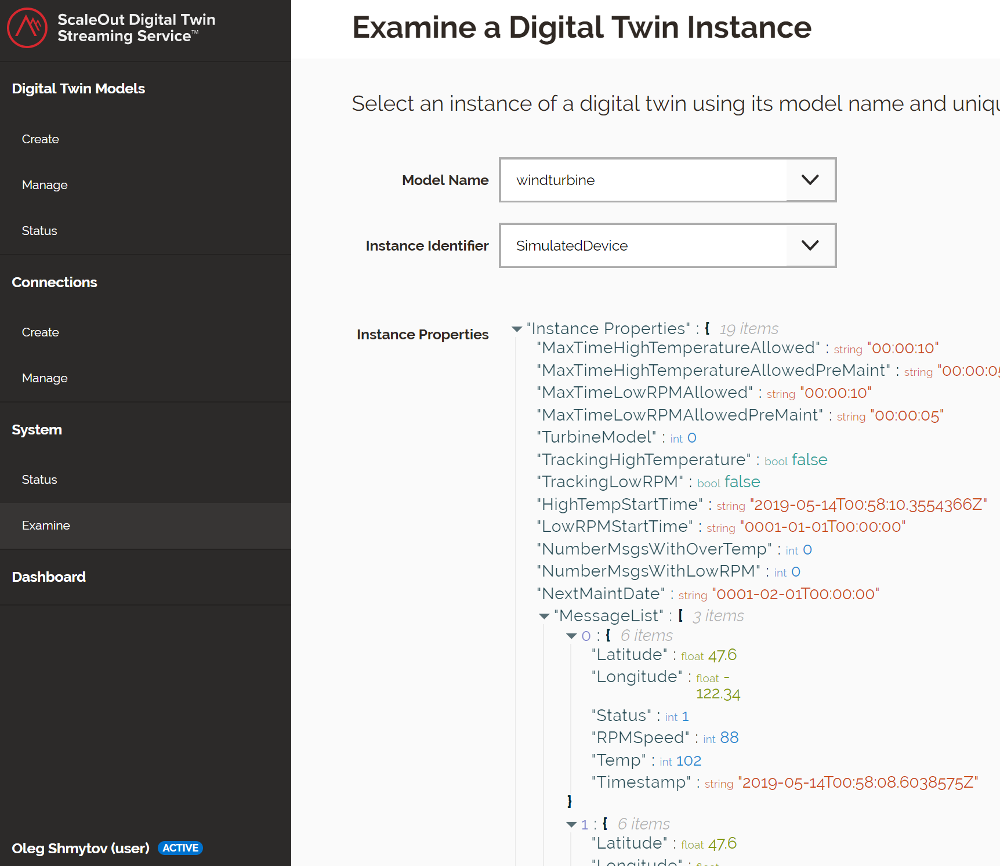 ScaleOut Digital Twin
Streaming Service™
Digital Twin Models
Create
Manage
Status
Connections
Create
Manage
System
Status
Examine
Dashboard
Oleg Shmytov (user) ACTIVE
Examine a Digital Twin Instance
Select an instance of a digital twin using its model name and
Model Name windturbine
Instance Identifier SimulatedDevice
Instance Properties
"Instance Properties" : { 19 items
"MaxTimeHighTemperatureAllowed" : string "00:00:10"
"MaxTimeHighTemperatureAllowedPreMaint" : string "00:00:05
"MaxTimeLowRPMAllowed" : string "00:00:10"
"MaxTimeLowRPMAllowedPreMaint" : string "00:00:05"
"TurbineModel" : int 0
"TrackingHighTemperature" : bool false
"TrackingLowRPM" : bool false
"HighTempStartTime" : string "2019-05-14T00:58:10.3554366Z"
"LowRPMStartTime" : string "0001-01-01T00:00:00"
"NumberMsgsWithOverTemp" : int 0
"NumberMsgsWithLowRPM" : int 0
"NextMaintDate" : string "0001-02-01T00:00:00"
"MessageList" : [ 3 items
0 : { 6 items
"Latitude" : float 47.6
"Longitude" : float -
122.34
"Status" : int 1
"RPMSpeed" : int 88
"Temp" : int 102
"Timestamp" : string "2019-05-14T00:58:08.6038575Z"
}
1 : { 6 items
"Latitude" : float 47.6
"Longitude" : float